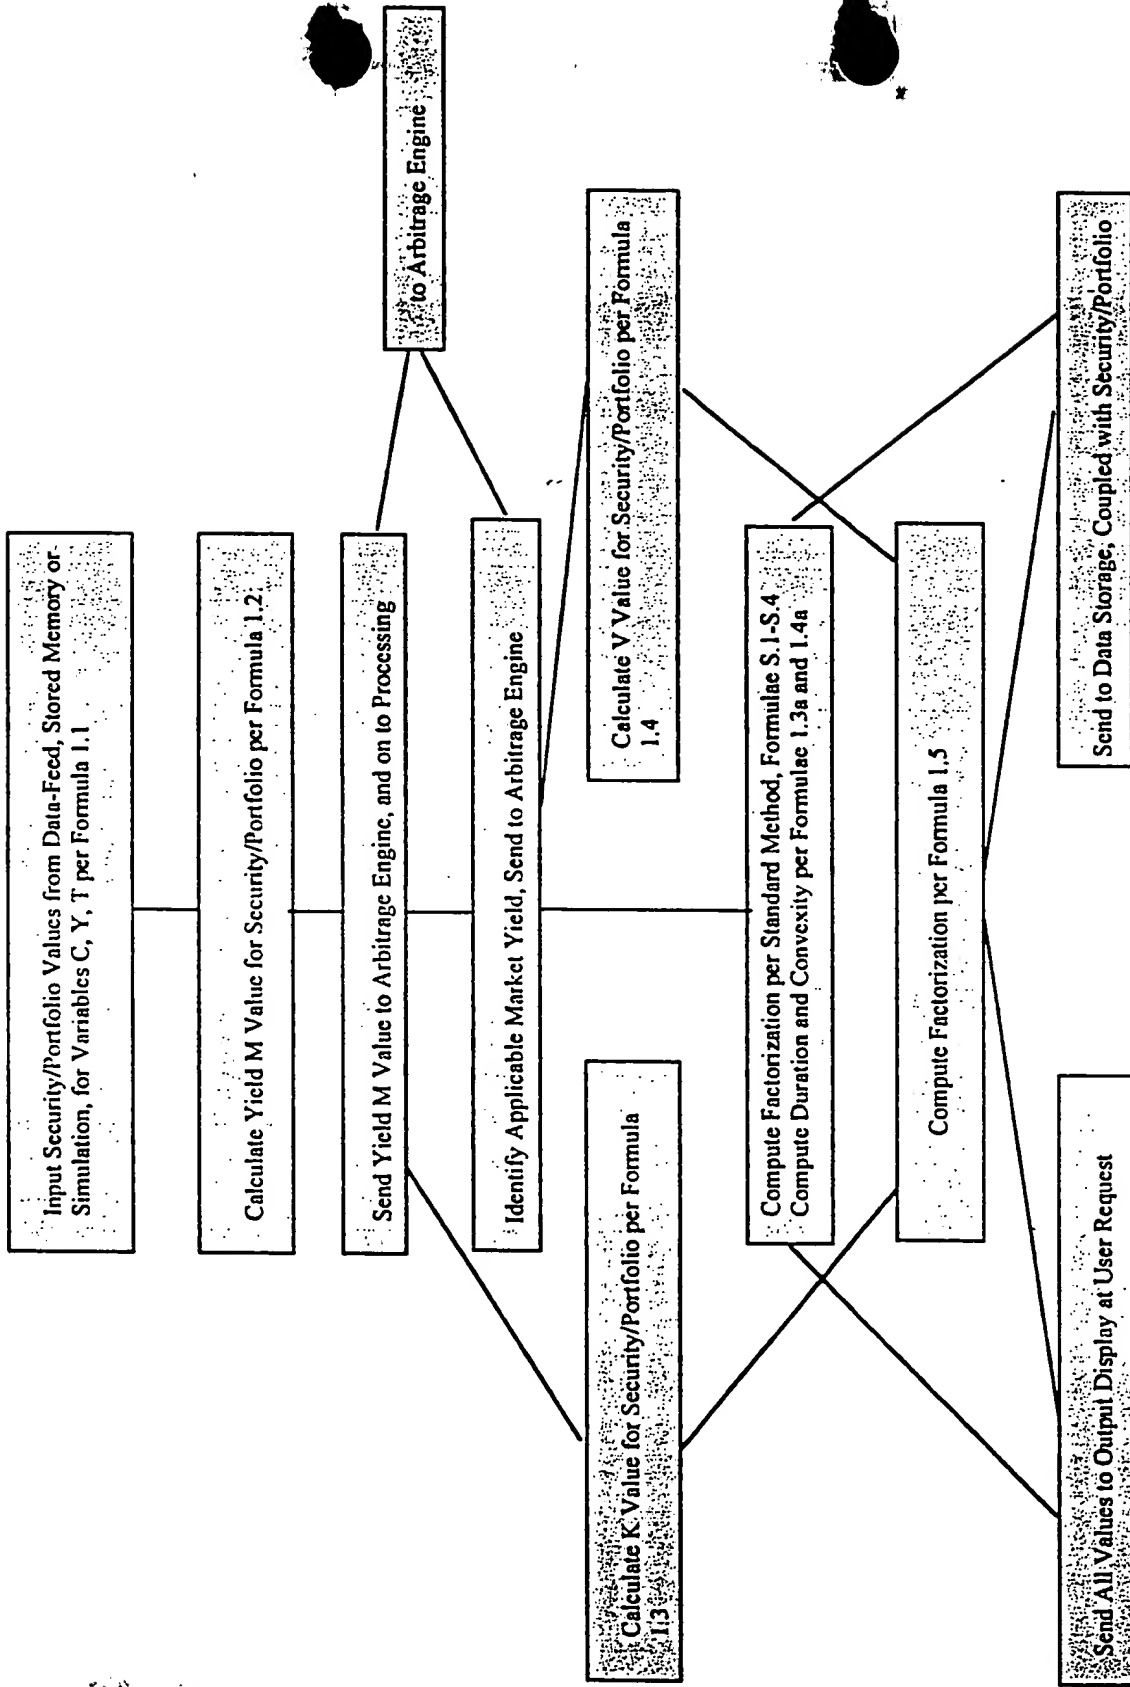 Input Security/Portfolio Values from Data-Feed, Stored Memory or
Simulation, for Variables C, Y, T per Formula 1.1
Calculate Yield M Value for Security/Portfolio per Formula 1.2
Send Yield M Value to Arbitrage Engine, and on to Processing
to Arbitrage Engine
Identify Applicable Market Yield, Send to Arbitrage Engine
Calculate K Value for Security/Portfolio per Formula
1.3
Calculate V Value for Security/Portfolio per Formula
1.4
Compute Factorization per Standard Method, Formulae S.1-S.4
Compute Duration and Convexity per Formulae 1.3a and 1.4a
Compute Factorization per Formula 1.5
Send All Values to Output Display at User Request
Send to Data Storage, Coupled with Security/Portfolio